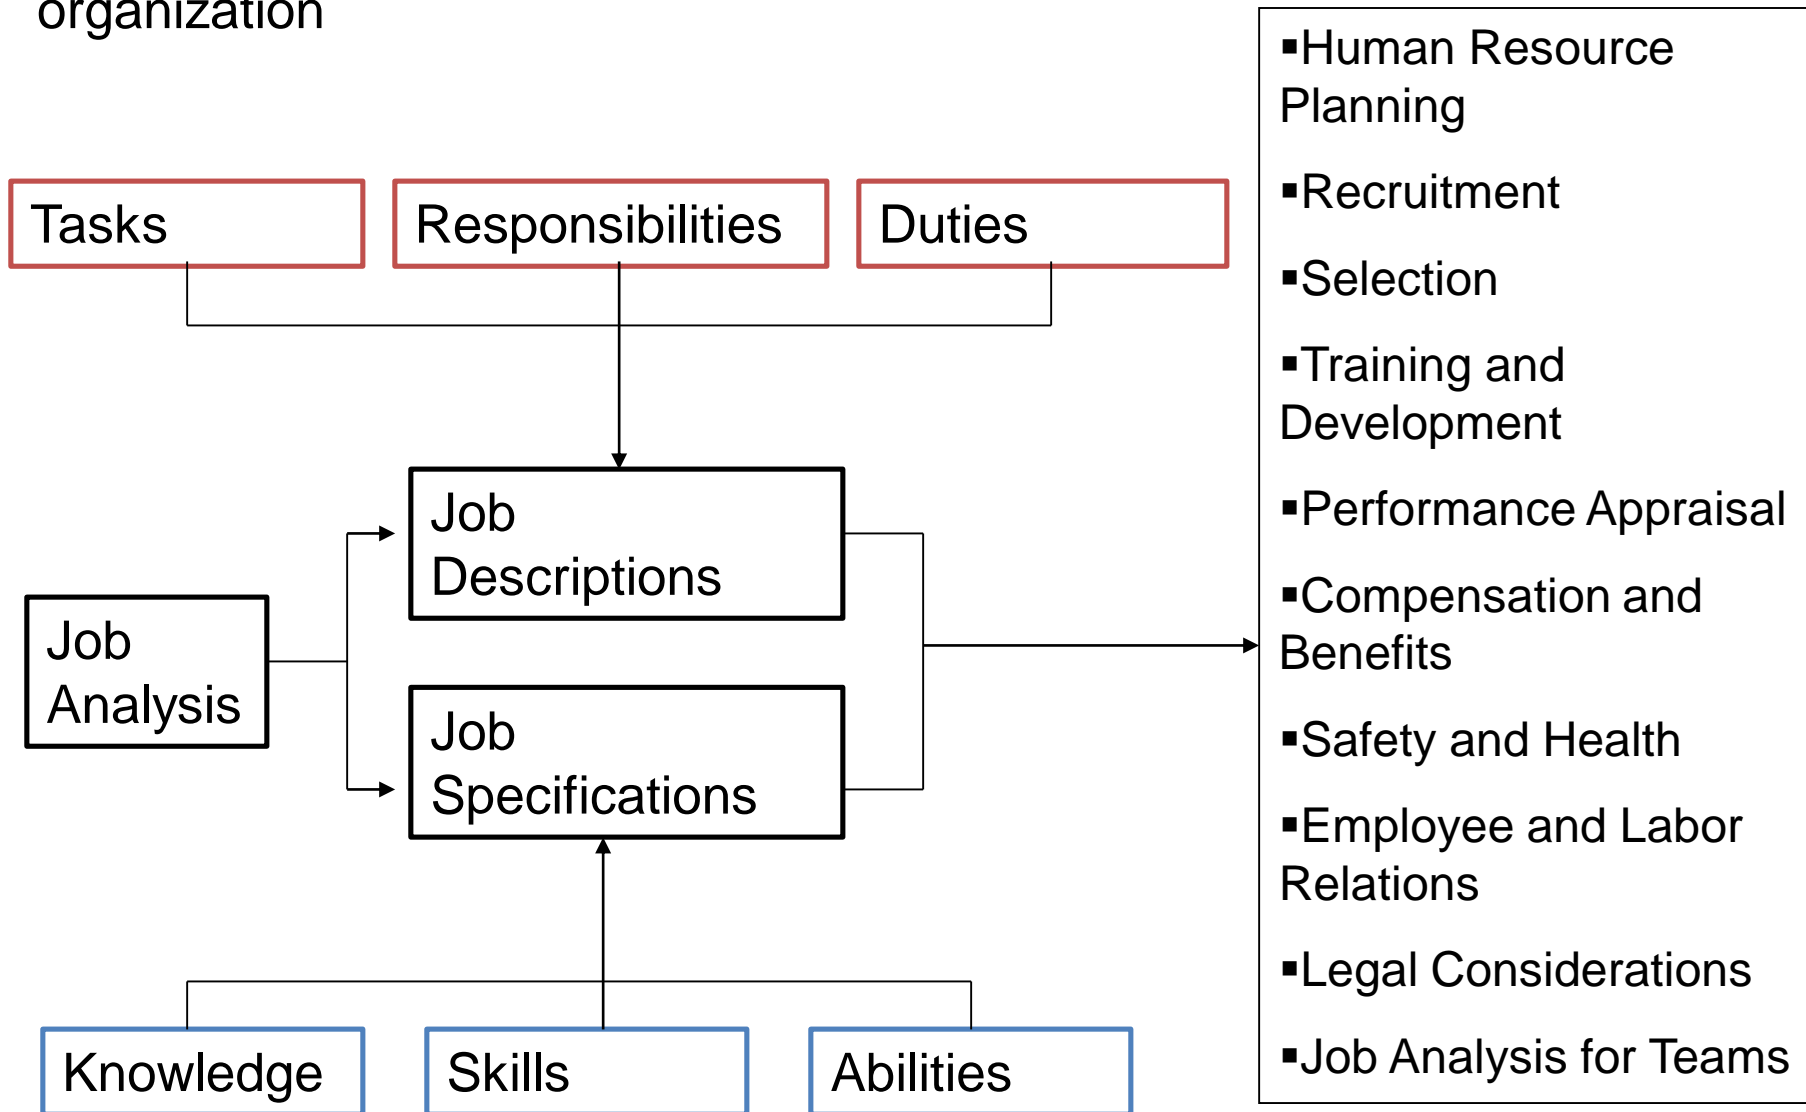 organization
Tasks
Responsibilities
Duties
Job
Descriptions
Job
Analysis
Job
Specifications
Knowledge
Skills
Abilities
▪Human Resource
Planning
▪Recruitment
▪Selection
▪Training and
Development
▪Performance Appraisal
▪Compensation and
Benefits
▪Safety and Health
▪Employee and Labor
Relations
▪Legal Considerations
▪Job Analysis for Teams